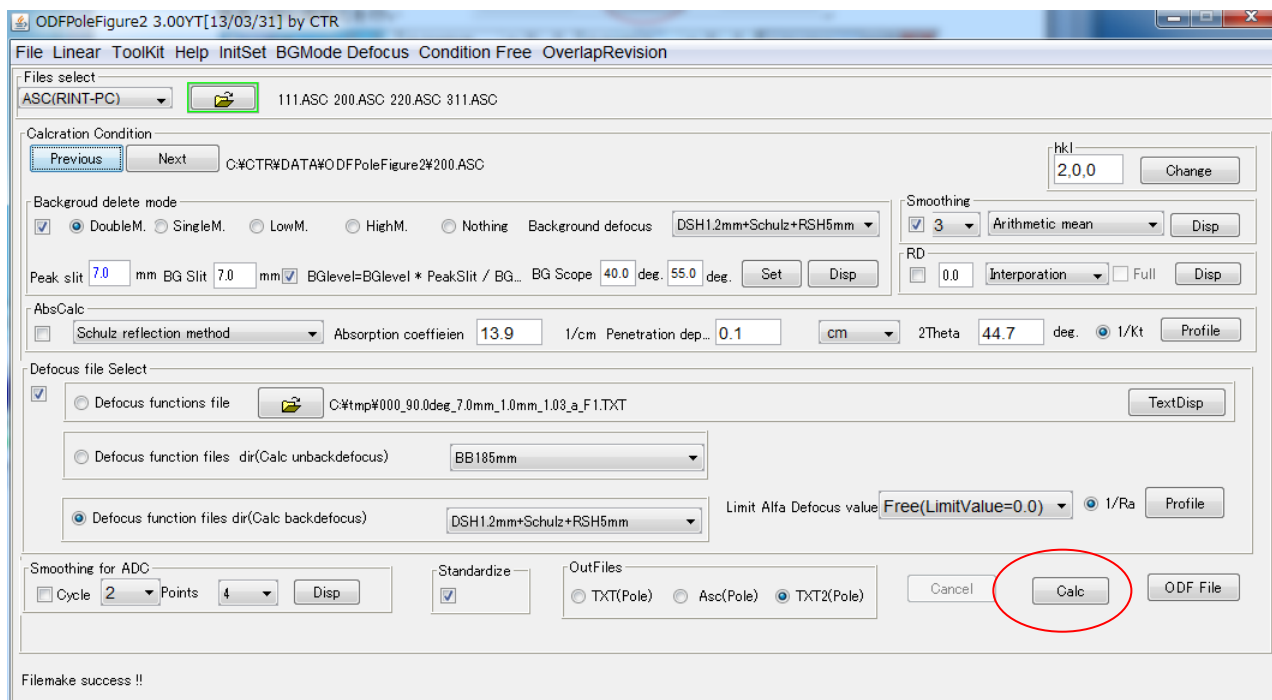 ODFPoleFigure2 3.00YT[13/03/31] by CTR
File Linear ToolKit Help InitSet BGMode Defocus Condition Free OverlapRevision
Files select
ASC(RINT-PC) 111.ASC 200.ASC 220.ASC 311.ASC
Calcration Condition
Previous Next C:¥CTR¥DATA¥ODFPoleFigure2¥200.ASC
hkl
2,0,0 Change
Backgroud delete mode
DoubleM. SingleM. LowM. HighM. Nothing Background defocus DSH1.2mm+Schulz+RSH5mm
Peak slit 7.0 mm BG Slit 7.0 mm BGlevel=BGlevel * PeakSlit / BG... BG Scope 40.0 deg. 55.0 deg. Set Disp
Smoothing
3 Arithmetic mean Disp
RD
0.0 Interporation Full Disp
AbsCalc
Schulz reflection method Absorption coeffieien 13.9 1/cm Penetration dep... 0.1 cm 2Theta 44.7 deg. 1/Kt Profile
Defocus file Select
Defocus functions file C:¥tmp¥000_90.0deg_7.0mm_1.0mm_1.03_a_F1.TXT TextDisp
Defocus function files dir(Calc unbackdefocus) BB185mm
Defocus function files dir(Calc backdefocus) DSH1.2mm+Schulz+RSH5mm Limit Alfa Defocus value Free(LimitValue=0.0) 1/Ra Profile
Smoothing for ADC
Cycle 2 Points 4 Disp
Standardize
OutFiles
TXT(Pole) Asc(Pole) TXT2(Pole)
Cancel Calc ODF File
Filemake success !!